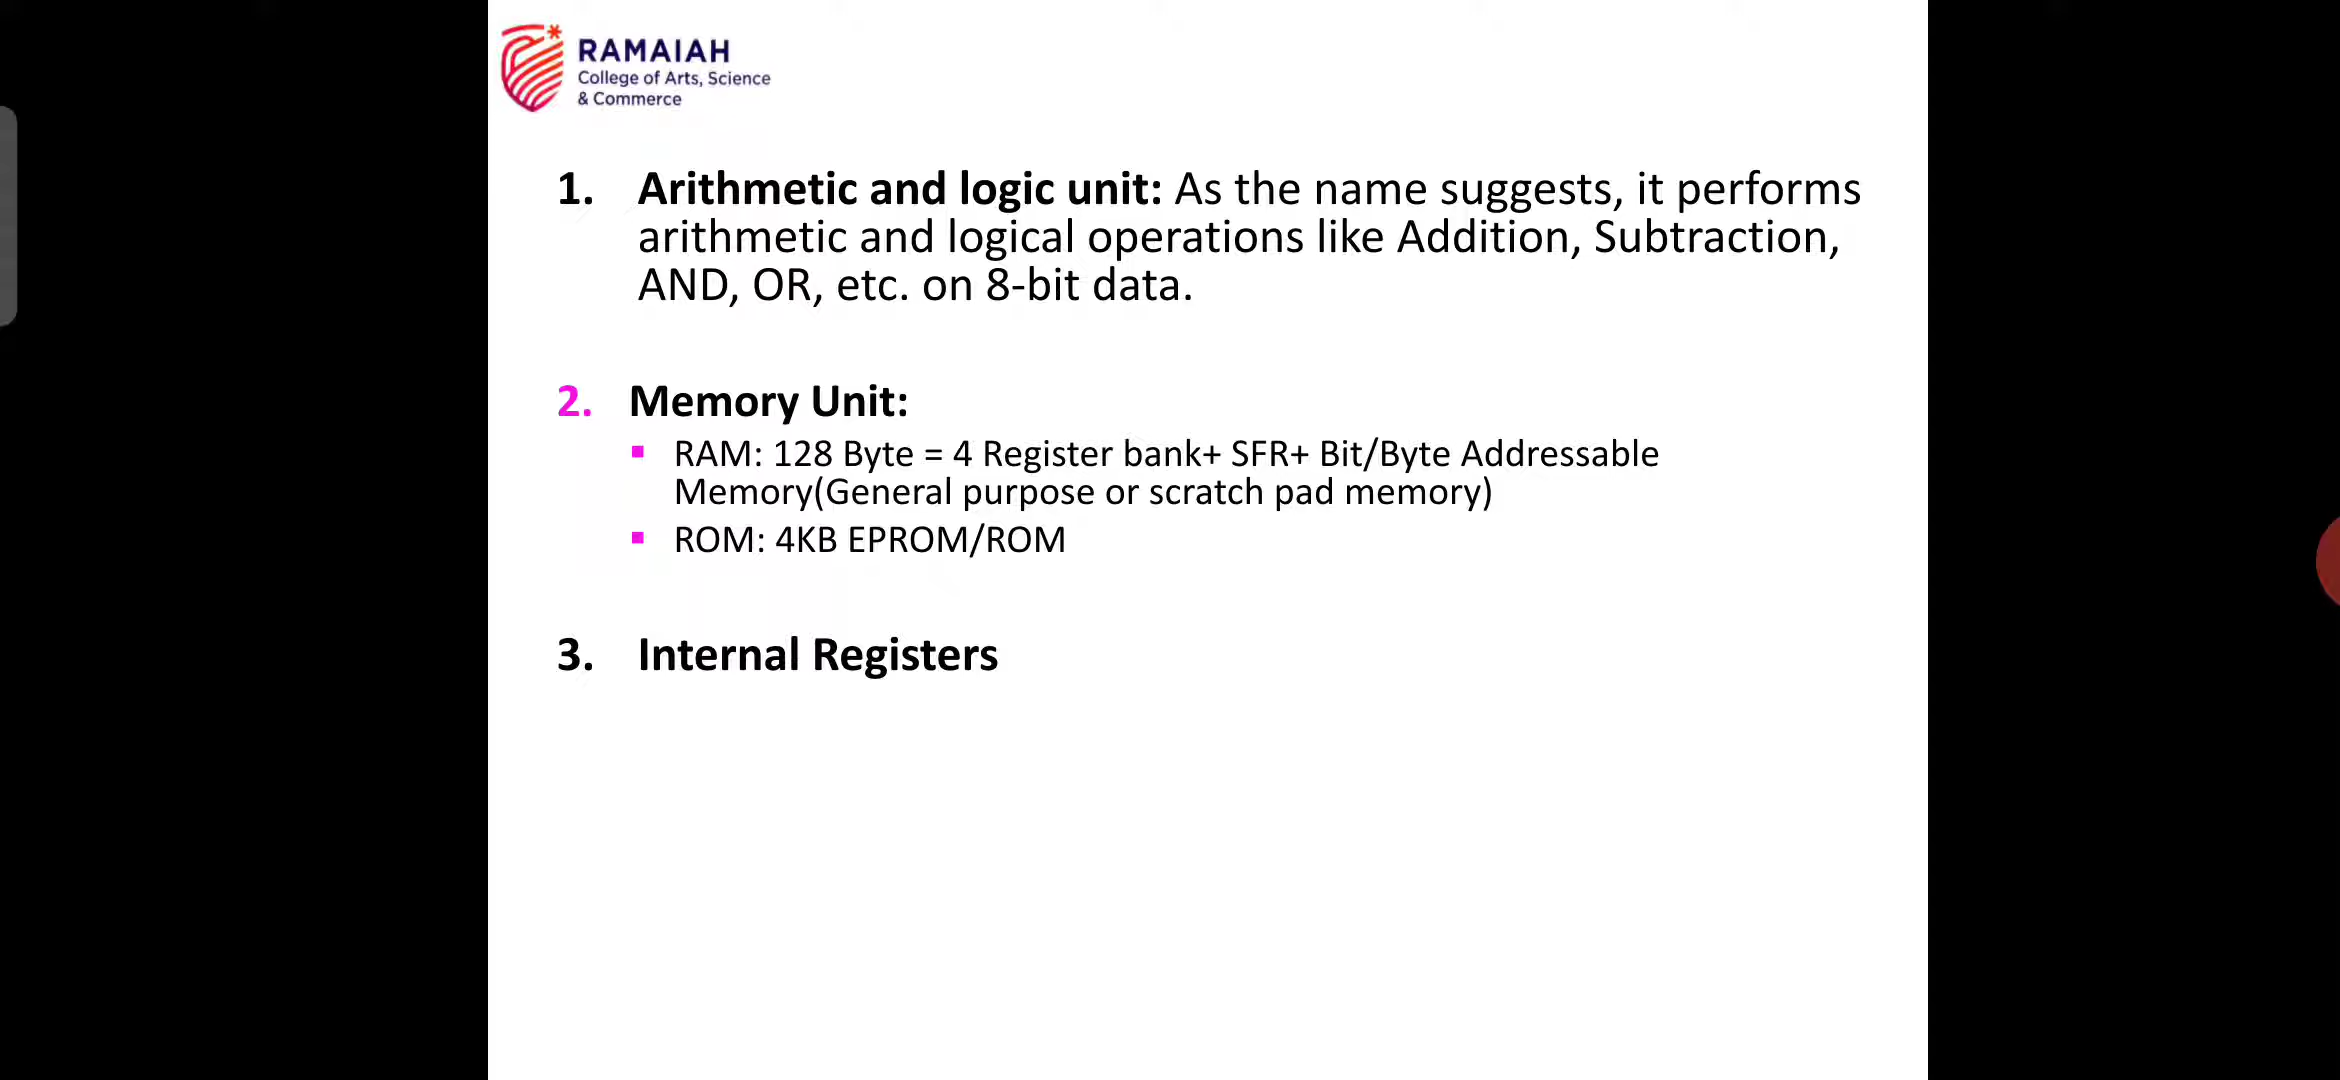 RAMAIAH
College of Arts, Science
& Commerce
1. Arithmetic and logic unit: As the name suggests, it performs
arithmetic and logical operations like Addition, Subtraction,
AND, OR, etc. on 8-bit data.
2. Memory Unit:
▪ RAM: 128 Byte = 4 Register bank+ SFR+ Bit/Byte Addressable
Memory(General purpose or scratch pad memory)
▪ ROM: 4KB EPROM/ROM
3. Internal Registers